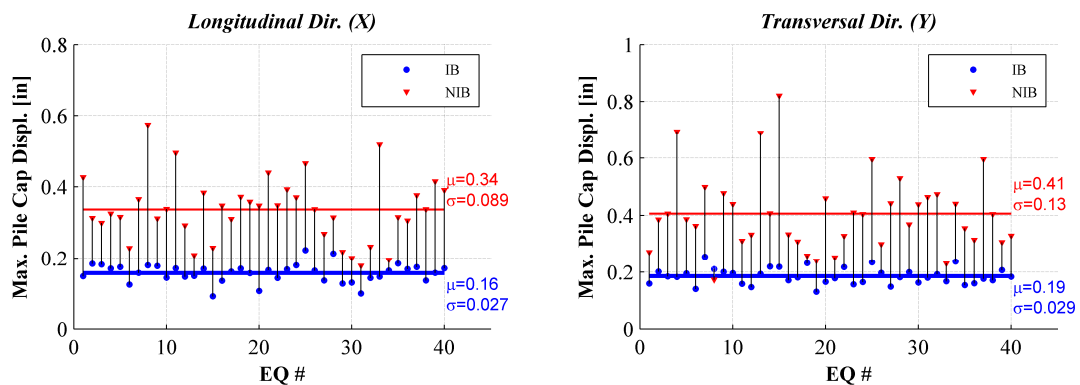 Longitudinal Dir. (X)
Max. Pile Cap Displ. [in]
0.8
0.6
0.4
0.2
0
0
10
20
30
40
EQ #
IB
NIB
μ=0.34
σ=0.089
μ=0.16
σ=0.027
Transversal Dir. (Y)
Max. Pile Cap Displ. [in]
1
0.8
0.6
0.4
0.2
0
0
10
20
30
40
EQ #
IB
NIB
μ=0.41
σ=0.13
μ=0.19
σ=0.029